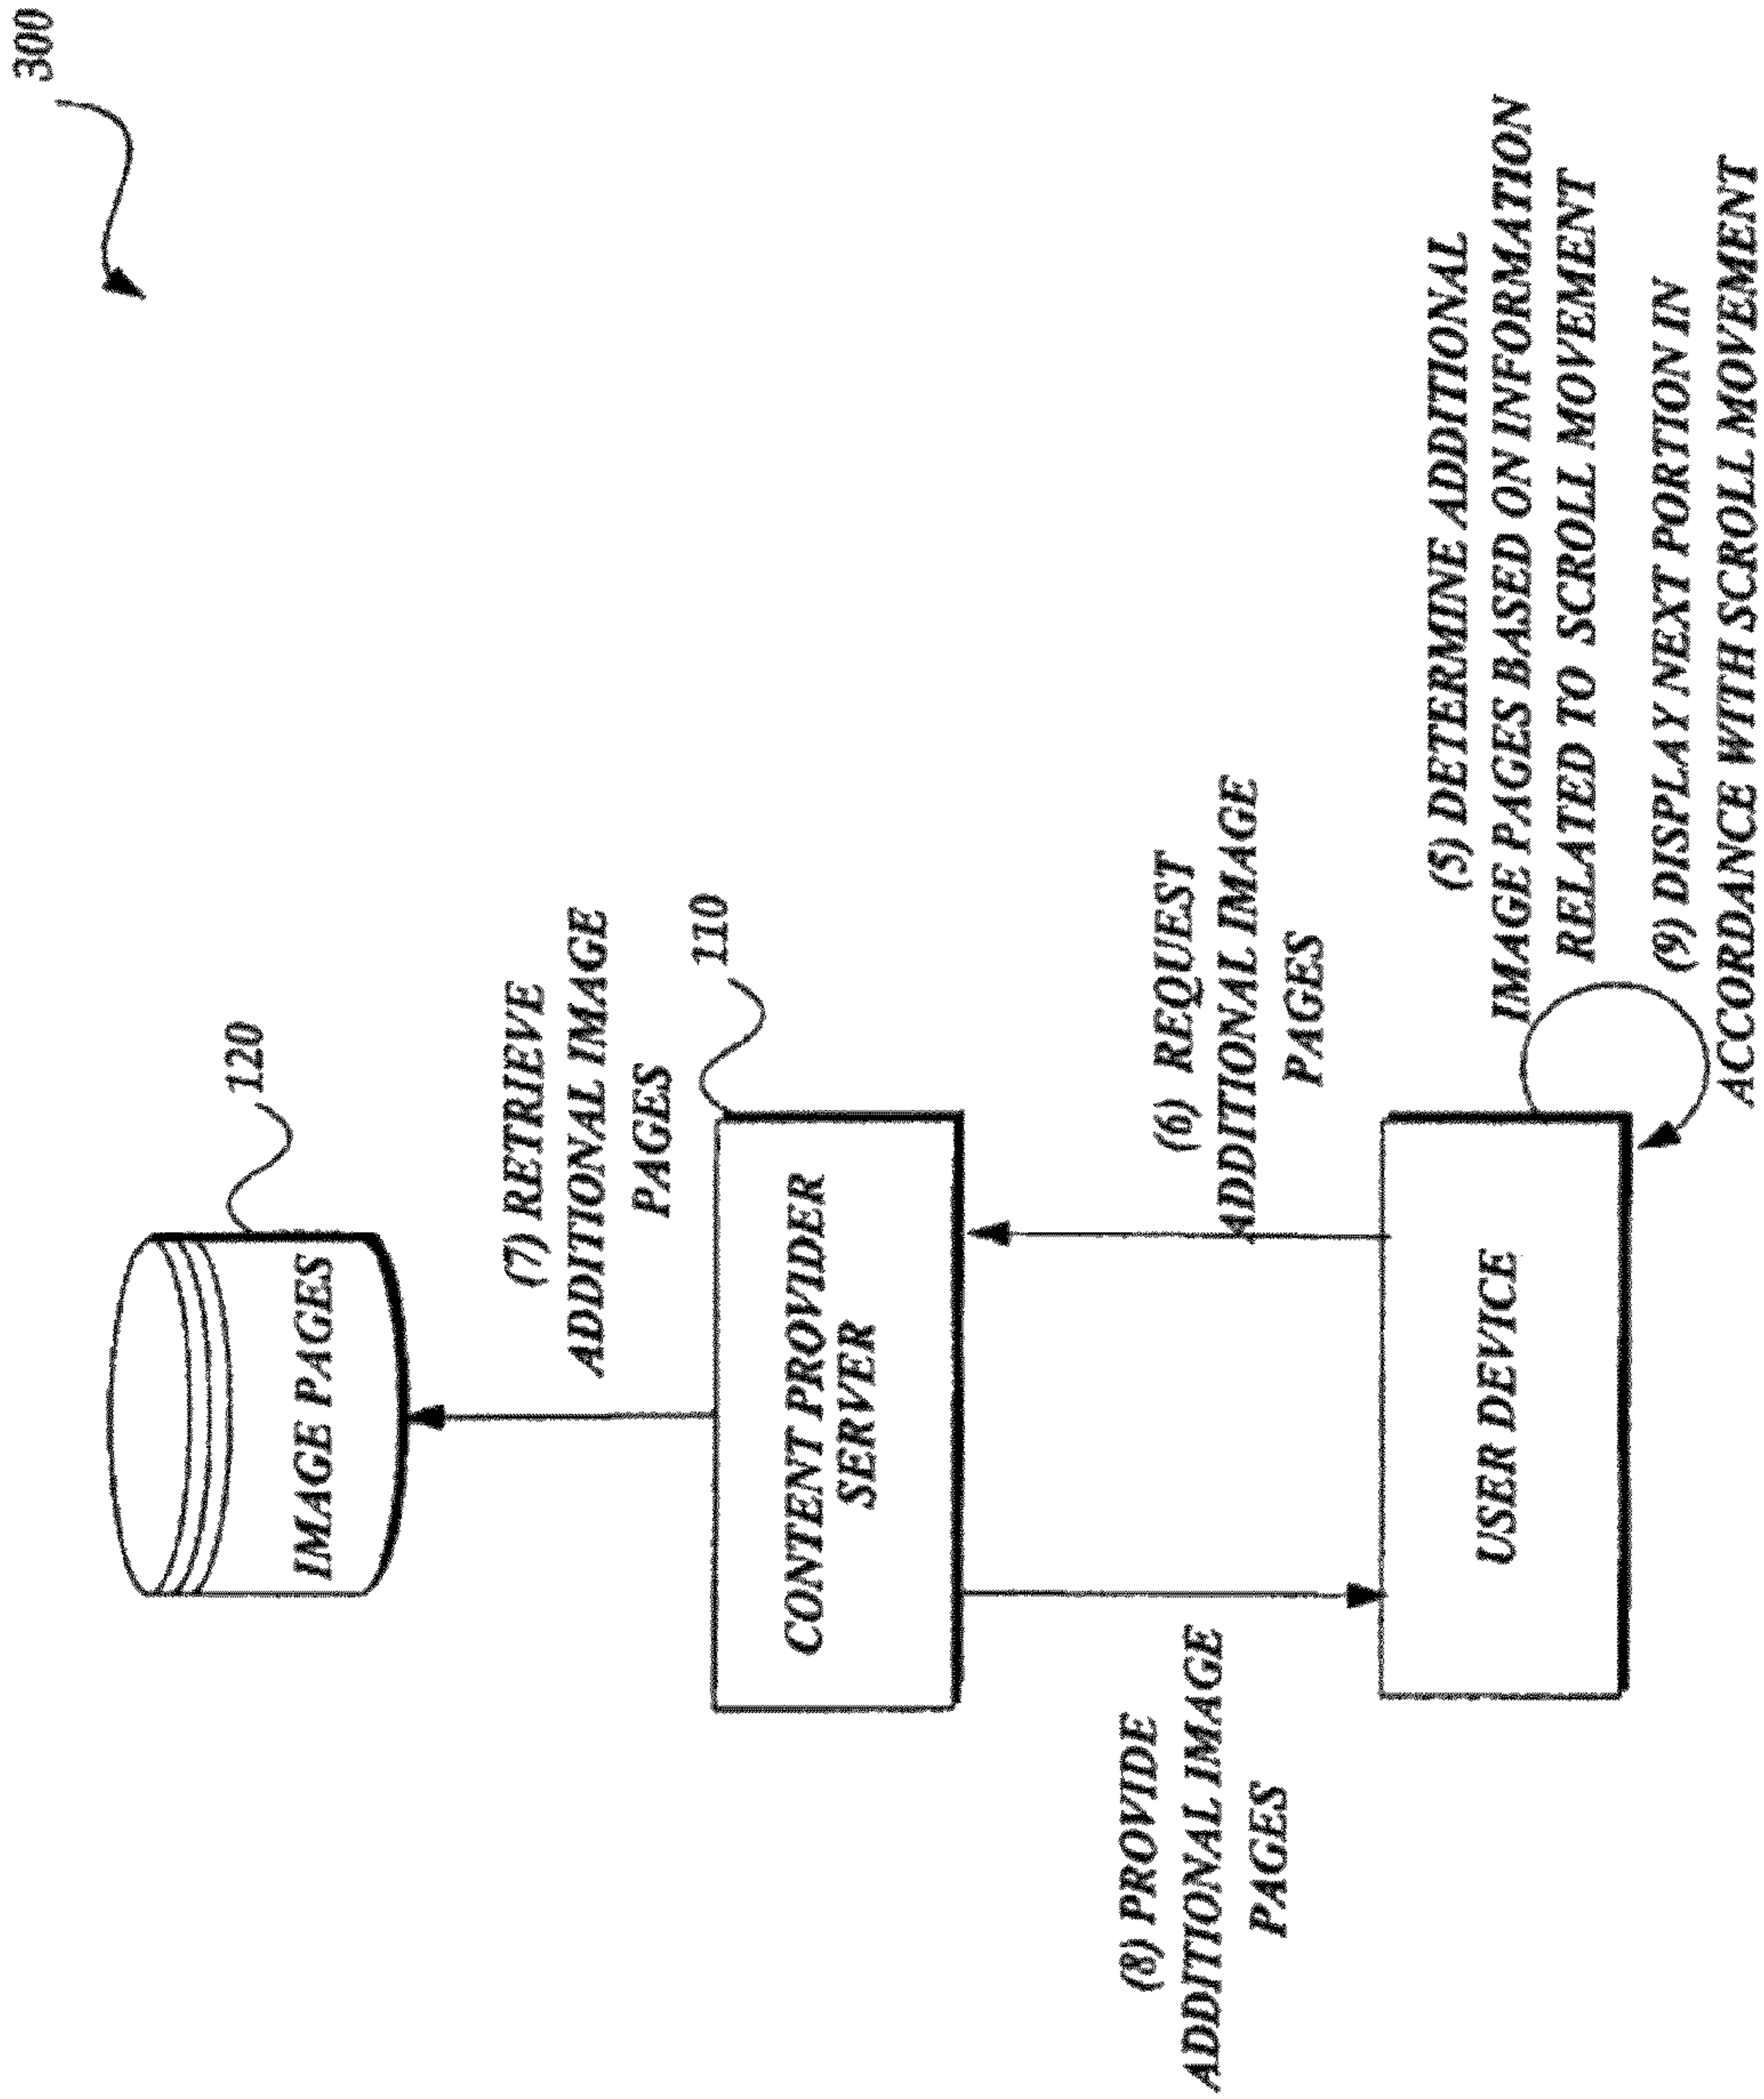 300
120
IMAGE PAGES
(7) RETRIEVE
ADDITIONAL IMAGE
PAGES
110
CONTENT PROVIDER
SERVER
(6) REQUEST
ADDITIONAL IMAGE
PAGES
(8) PROVIDE
ADDITIONAL IMAGE
PAGES
USER DEVICE
(5) DETERMINE ADDITIONAL
IMAGE PAGES BASED ON INFORMATION
RELATED TO SCROLL MOVEMENT
(9) DISPLAY NEXT PORTION IN
ACCORDANCE WITH SCROLL MOVEMENT